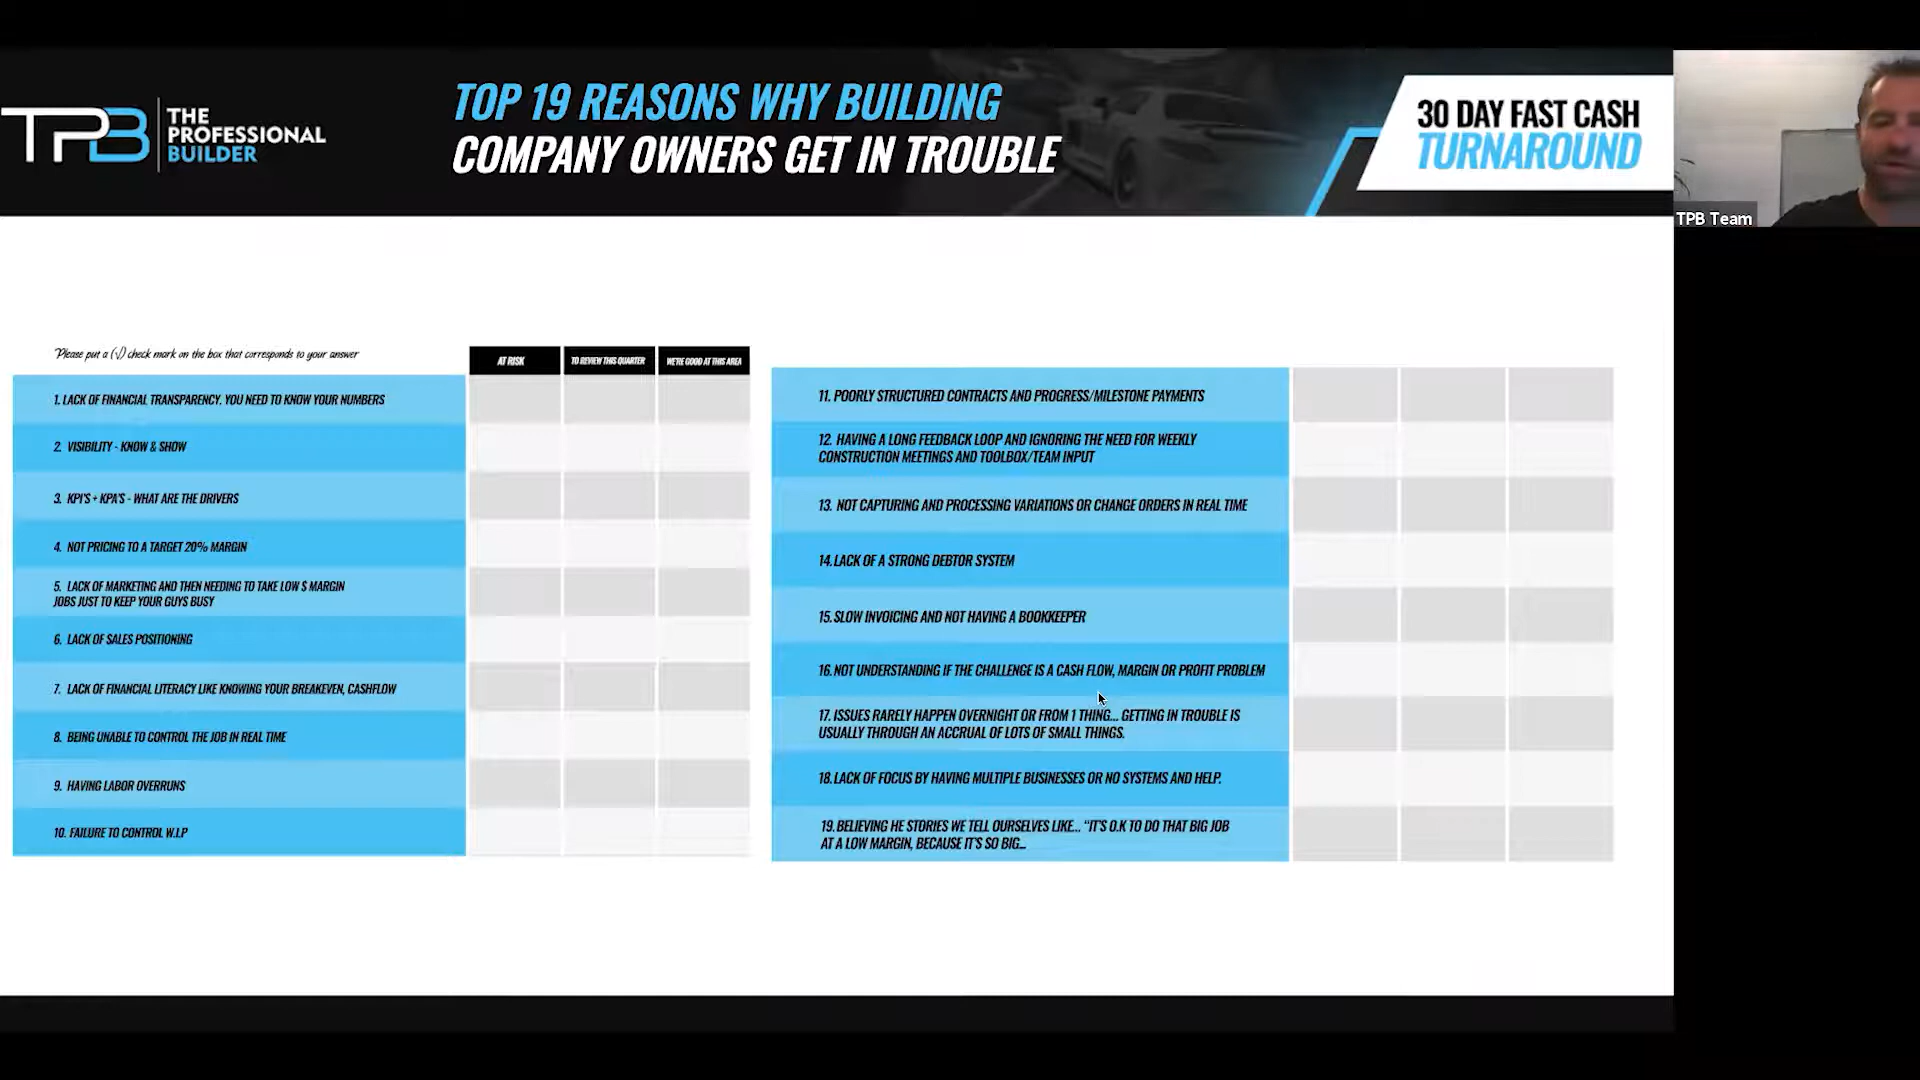 TPB THE
PROFESSIONAL
BUILDER
TOP 19 REASONS WHY BUILDING
COMPANY OWNERS GET IN TROUBLE
30 DAY FAST CASH
TURNAROUND
TPB Team
*Please put a (√) check mark on the box that corresponds to your answer
AT RISK
TO REVIEW THIS QUARTER
WE'RE GOOD AT THIS AREA
1. LACK OF FINANCIAL TRANSPARENCY. YOU NEED TO KNOW YOUR NUMBERS
2. VISIBILITY - KNOW & SHOW
3. KPI'S + KPA'S - WHAT ARE THE DRIVERS
4. NOT PRICING TO A TARGET 20% MARGIN
5. LACK OF MARKETING AND THEN NEEDING TO TAKE LOW $ MARGIN
JOBS JUST TO KEEP YOUR GUYS BUSY
6. LACK OF SALES POSITIONING
7. LACK OF FINANCIAL LITERACY LIKE KNOWING YOUR BREAKEVEN, CASHFLOW
8. BEING UNABLE TO CONTROL THE JOB IN REAL TIME
9. HAVING LABOR OVERRUNS
10. FAILURE TO CONTROL W.I.P
11. POORLY STRUCTURED CONTRACTS AND PROGRESS/MILESTONE PAYMENTS
12. HAVING A LONG FEEDBACK LOOP AND IGNORING THE NEED FOR WEEKLY
CONSTRUCTION MEETINGS AND TOOLBOX/TEAM INPUT
13. NOT CAPTURING AND PROCESSING VARIATIONS OR CHANGE ORDERS IN REAL TIME
14. LACK OF A STRONG DEBTOR SYSTEM
15. SLOW INVOICING AND NOT HAVING A BOOKKEEPER
16. NOT UNDERSTANDING IF THE CHALLENGE IS A CASH FLOW, MARGIN OR PROFIT PROBLEM
17. ISSUES RARELY HAPPEN OVERNIGHT OR FROM 1 THING... GETTING IN TROUBLE IS
USUALLY THROUGH AN ACCRUAL OF LOTS OF SMALL THINGS.
18. LACK OF FOCUS BY HAVING MULTIPLE BUSINESSES OR NO SYSTEMS AND HELP.
19. BELIEVING HE STORIES WE TELL OURSELVES LIKE... "IT'S O.K TO DO THAT BIG JOB
AT A LOW MARGIN, BECAUSE IT'S SO BIG...